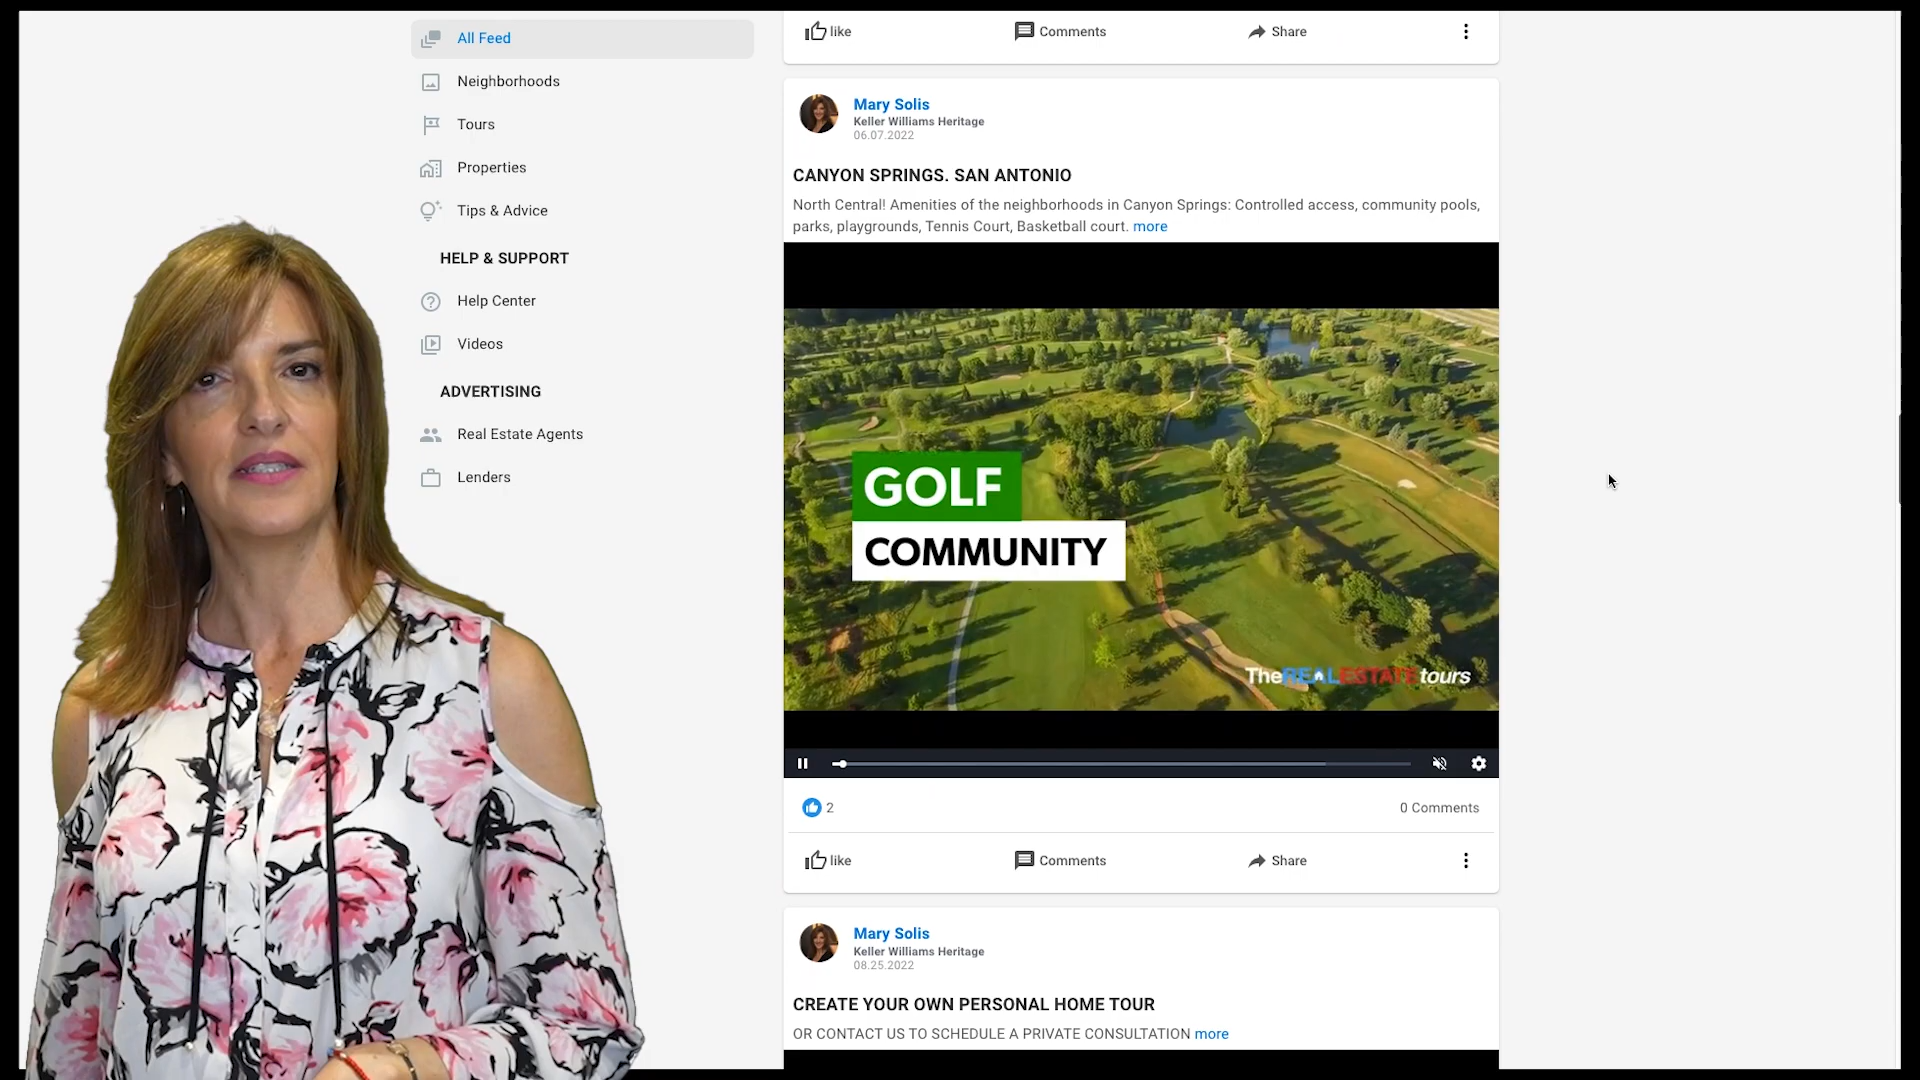 All Feed
Neighborhoods
Tours
Properties
Tips & Advice
HELP & SUPPORT
Help Center
Videos
ADVERTISING
Real Estate Agents
Lenders
like Comments Share
Mary Solis
Keller Williams Heritage
06.07.2022
CANYON SPRINGS. SAN ANTONIO
North Central! Amenities of the neighborhoods in Canyon Springs: Controlled access, community pools,
parks, playgrounds, Tennis Court, Basketball court. more
GOLF
COMMUNITY
TheREALESTATEtours
2 0 Comments
like Comments Share
Mary Solis
Keller Williams Heritage
08.25.2022
CREATE YOUR OWN PERSONAL HOME TOUR
OR CONTACT US TO SCHEDULE A PRIVATE CONSULTATION more